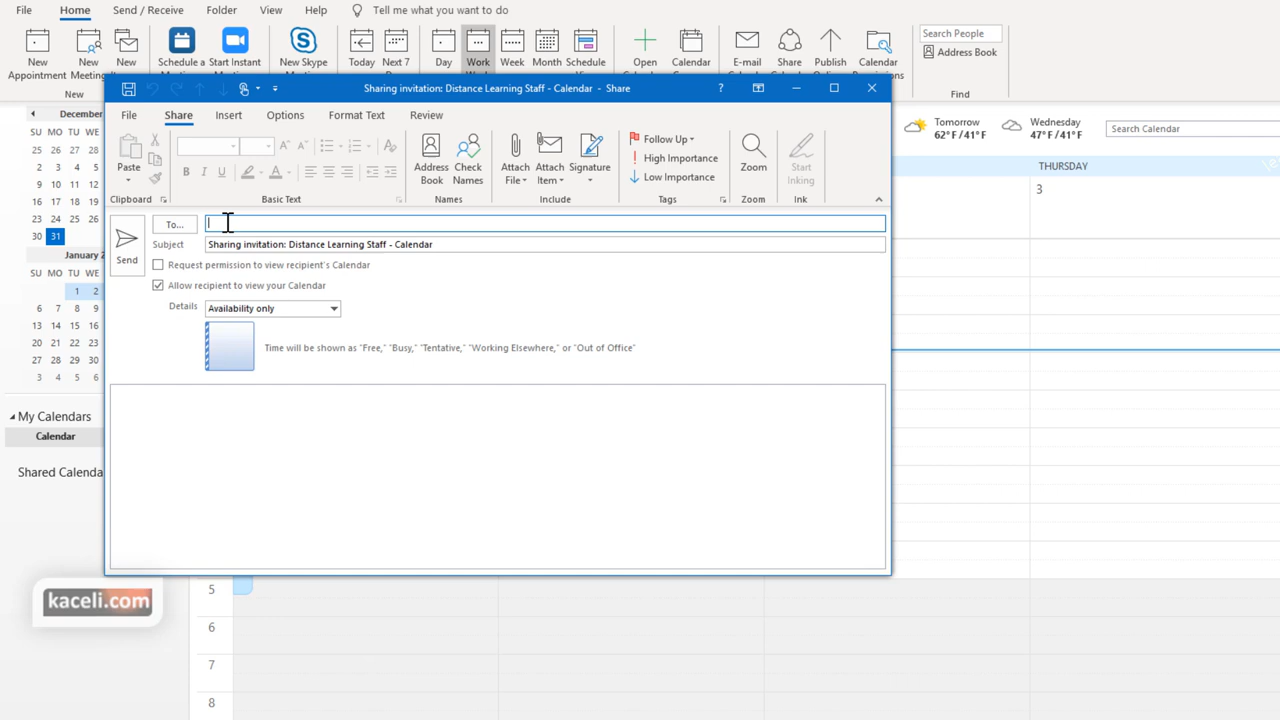 File Home Send / Receive Folder View Help Tell me what you want to do
New Appointment
New Meeting
New
Schedule a
Start Instant
New Skype
Today
Next 7
Day
Work
Week
Month
Schedule
Open
Calendar
E-mail
Share
Publish
Calendar
Search People
Address Book
New
Find
Sharing invitation: Distance Learning Staff - Calendar - Share
?
File Share Insert Options Format Text Review
Paste
B I U
A
Address Book
Check Names
Attach File
Attach Item
Signature
Follow Up
High Importance
Low Importance
Zoom
Start Inking
Clipboard Basic Text Names Include Tags Zoom Ink
To...
Send
Subject Sharing invitation: Distance Learning Staff - Calendar
Request permission to view recipient's Calendar
Allow recipient to view your Calendar
Details Availability only
Time will be shown as "Free," "Busy," "Tentative," "Working Elsewhere," or "Out of Office"
December
SU MO TU WE
25 26 27 28
2 3 4 5
9 10 11 12
16 17 18 19
23 24 25 26
30 31
January 2
SU MO TU WE
1 2
6 7 8 9
13 14 15 16
20 21 22 23
27 28 29 30
3 4 5 6
My Calendars
Calendar
Shared Calenda
Tomorrow
62°F/41°F
Wednesday
47°F/41°F
Search Calendar
THURSDAY
3
kaceli.com
5
6
7
8